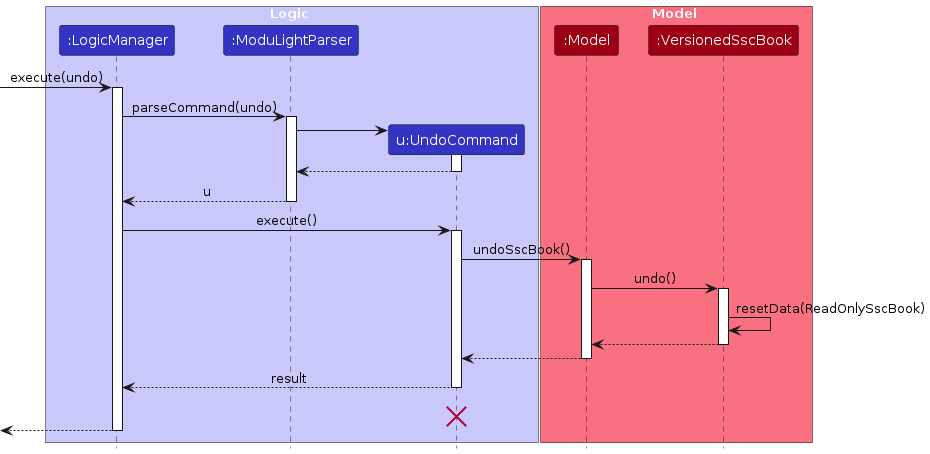 Logic
Model
:LogicManager
:ModuLightParser
:Model
:VersionedSscBook
execute(undo)
parseCommand(undo)
u:UndoCommand
u
execute()
undoSscBook()
undo()
resetData(ReadOnlySscBook)
result